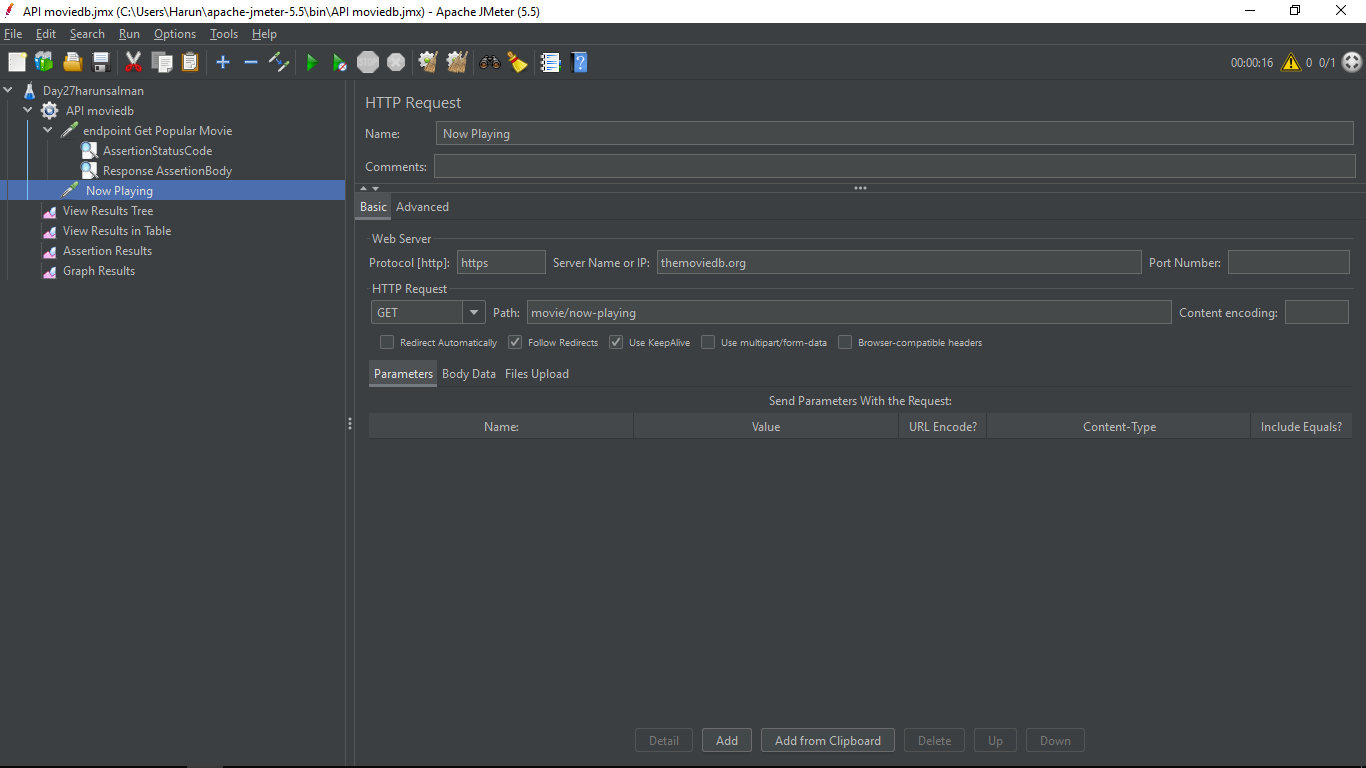 API moviedb.jmx (C:\Users\Harun\apache-jmeter-5.5\bin\API moviedb.jmx) - Apache JMeter (5.5)
File Edit Search Run Options Tools Help
STOP 00:00:16 0 0/1
Day27harunsalman
API moviedb
endpoint Get Popular Movie
AssertionStatusCode
Response AssertionBody
Now Playing
View Results Tree
View Results in Table
Assertion Results
Graph Results
HTTP Request
Name: Now Playing
Comments:
Basic Advanced
Web Server
Protocol [http]: https Server Name or IP: themoviedb.org Port Number:
HTTP Request
GET Path: movie/now-playing Content encoding:
Redirect Automatically Follow Redirects Use KeepAlive Use multipart/form-data Browser-compatible headers
Parameters Body Data Files Upload
Send Parameters With the Request:
Name: Value URL Encode? Content-Type Include Equals?
Detail Add Add from Clipboard Delete Up Down